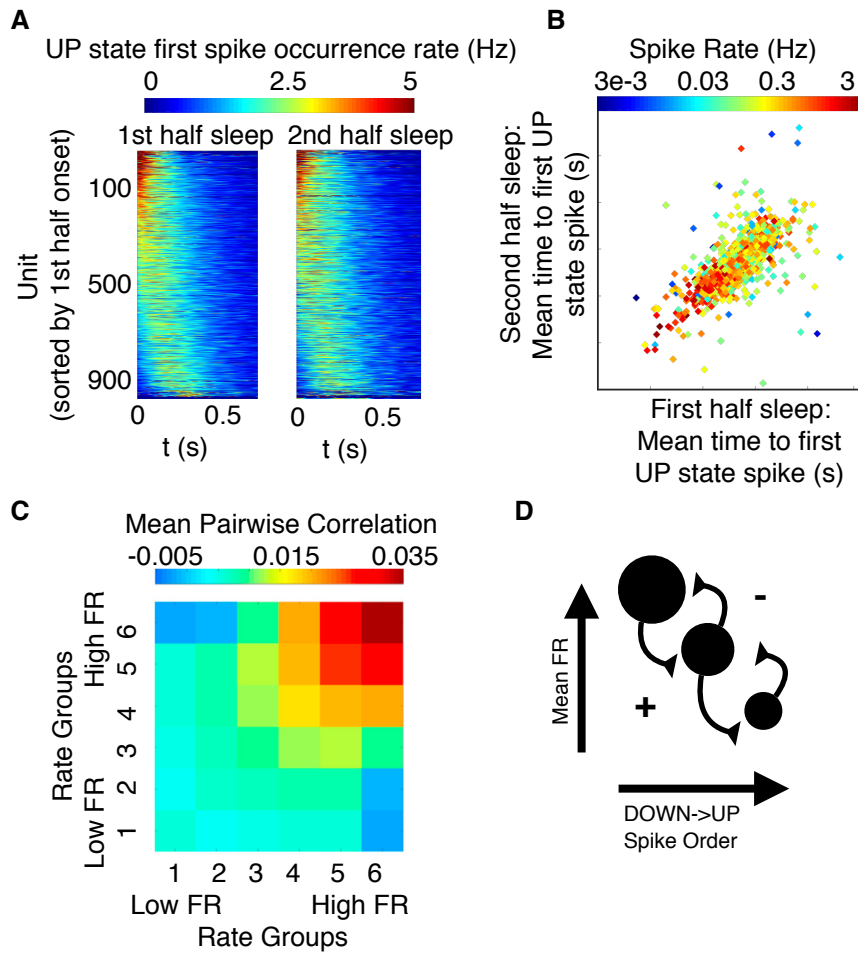 A
UP state first spike occurrence rate (Hz)
0 2.5 5
1st half sleep 2nd half sleep
Unit
(sorted by 1st half onset)
100
500
900
0 0.5 0 0.5
t (s) t (s)
B
Spike Rate (Hz)
3e-3 0.03 0.3 3
Second half sleep:
Mean time to first UP
state spike (s)
First half sleep:
Mean time to first
UP state spike (s)
C
Mean Pairwise Correlation
-0.005 0.015 0.035
Rate Groups
Low FR High FR
6
5
4
3
2
1
1 2 3 4 5 6
Low FR High FR
Rate Groups
D
Mean FR
-
+
DOWN->UP
Spike Order